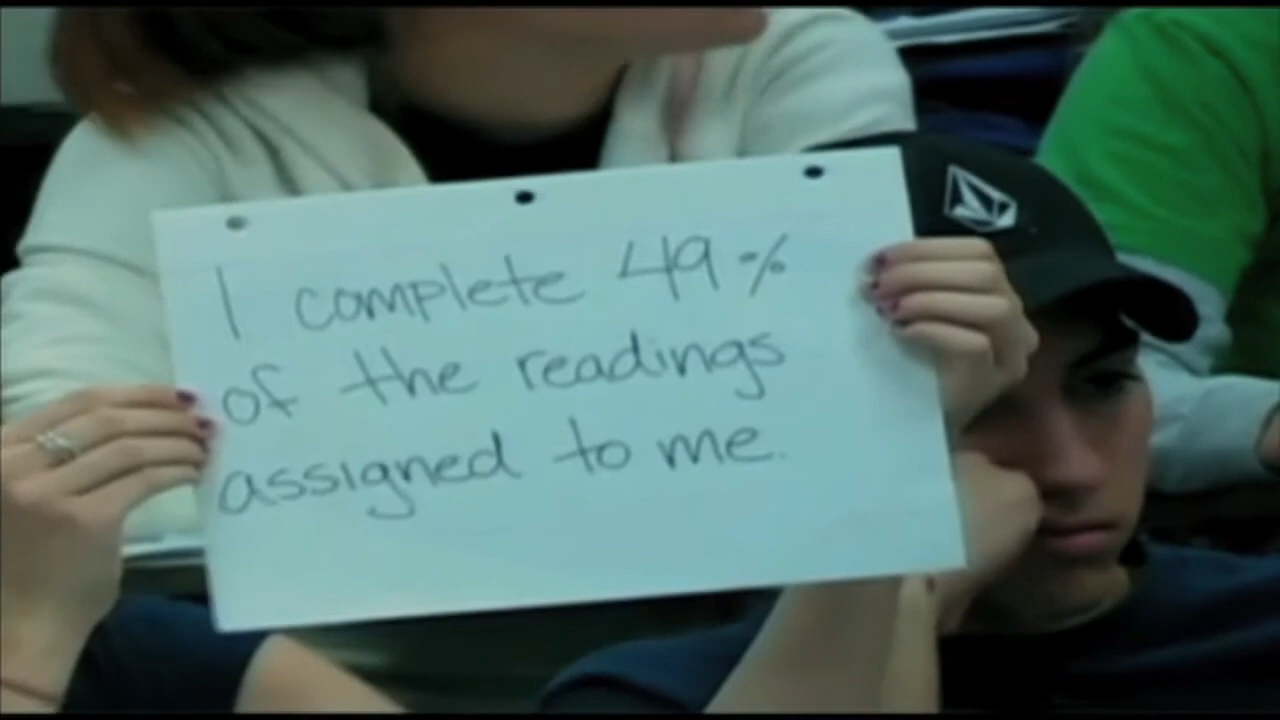 I complete 49%
of the readings
assigned to me.